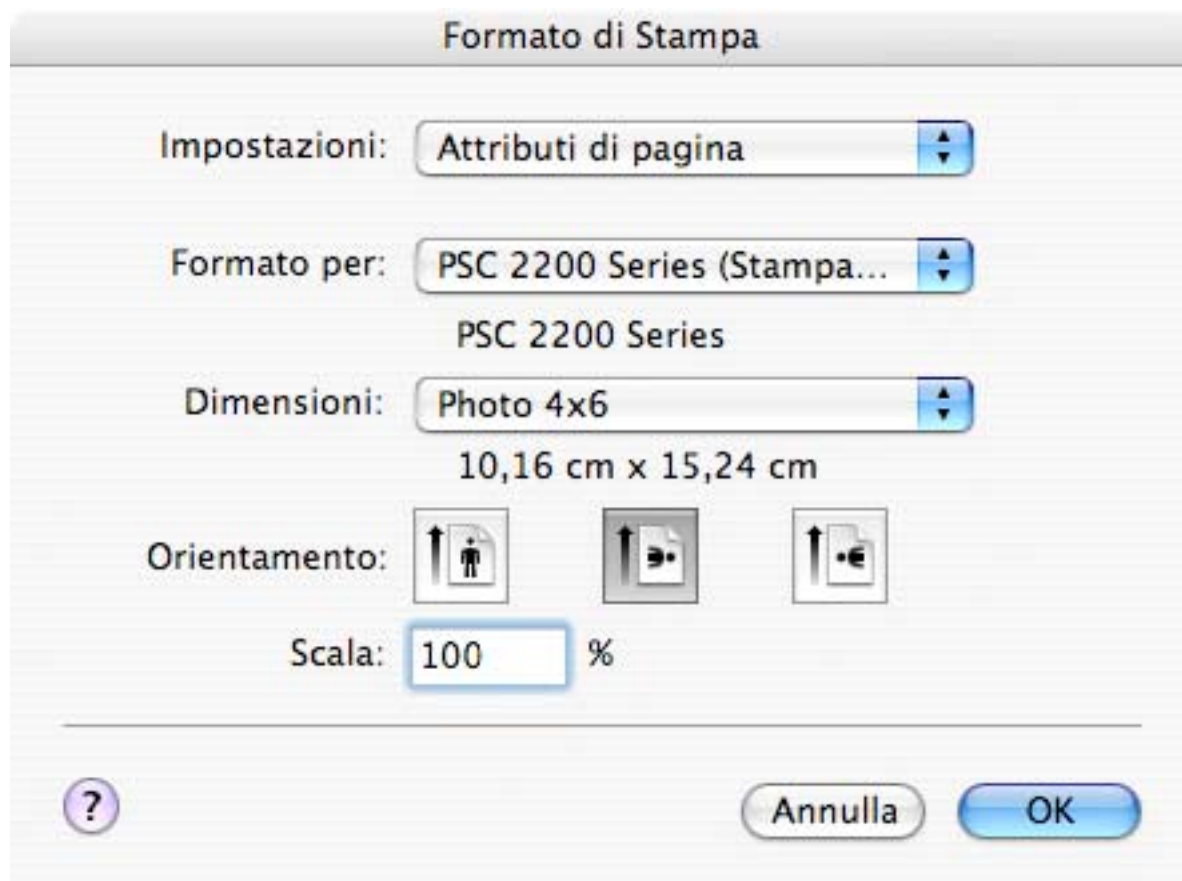 Formato di Stampa
Impostazioni: Attributi di pagina
Formato per: PSC 2200 Series (Stampa...
PSC 2200 Series
Dimensioni: Photo 4x6
10,16 cm x 15,24 cm
Orientamento:
Scala: 100 %
? Annulla OK